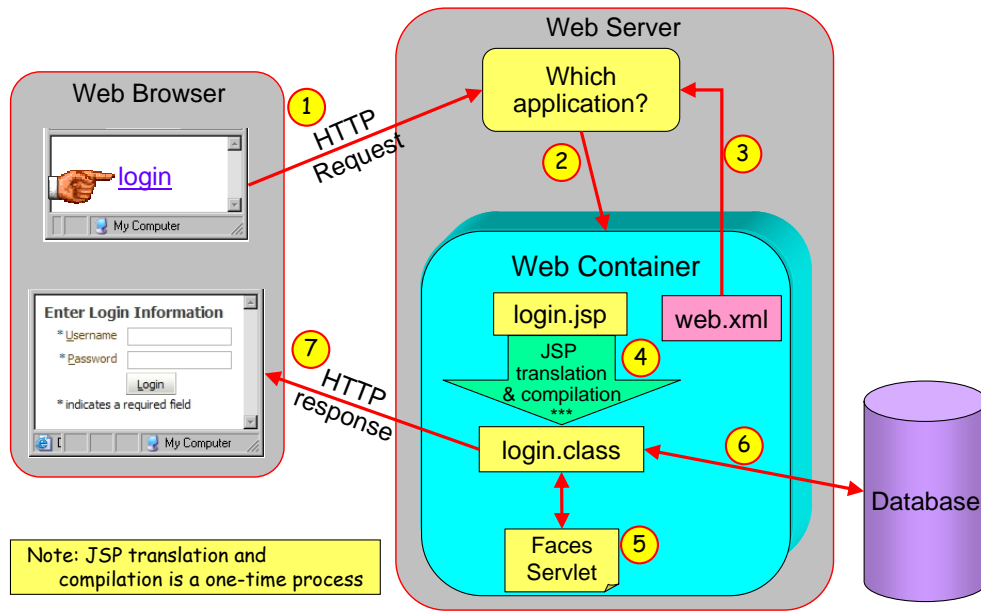 Web Server
Web Browser
Which
application?
1
HTTP
Request
2
3
login
My Computer
Web Container
login.jsp
web.xml
JSP
translation
& compilation
***
4
Enter Login Information
* Username
* Password
Login
* indicates a required field
My Computer
7
HTTP
response
login.class
6
Database
Faces
Servlet
5
Note: JSP translation and
compilation is a one-time process